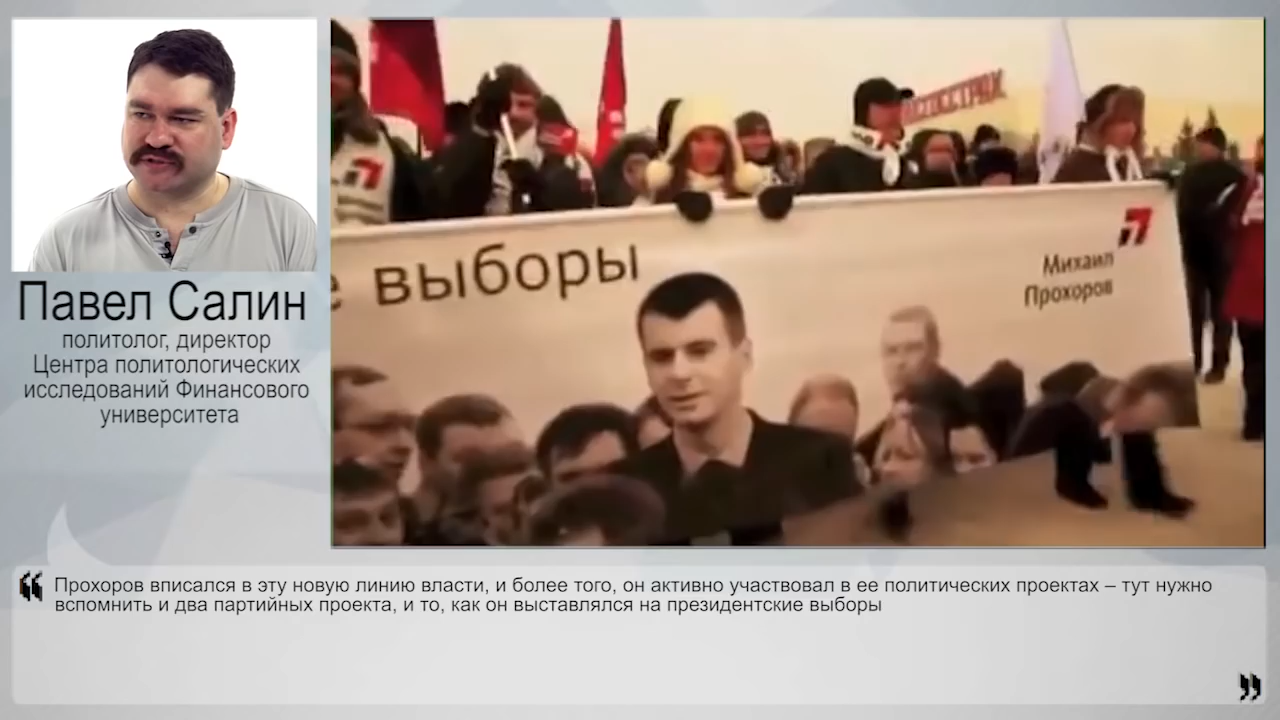 Павел Салин
политолог, директор
Центра политологических
исследований Финансового
университета
е выборы
Михаил
Прохоров
“ Прохоров вписался в эту новую линию власти, и более того, он активно участвовал в ее политических проектах – тут нужно
вспомнить и два партийных проекта, и то, как он выставлялся на президентские выборы
”